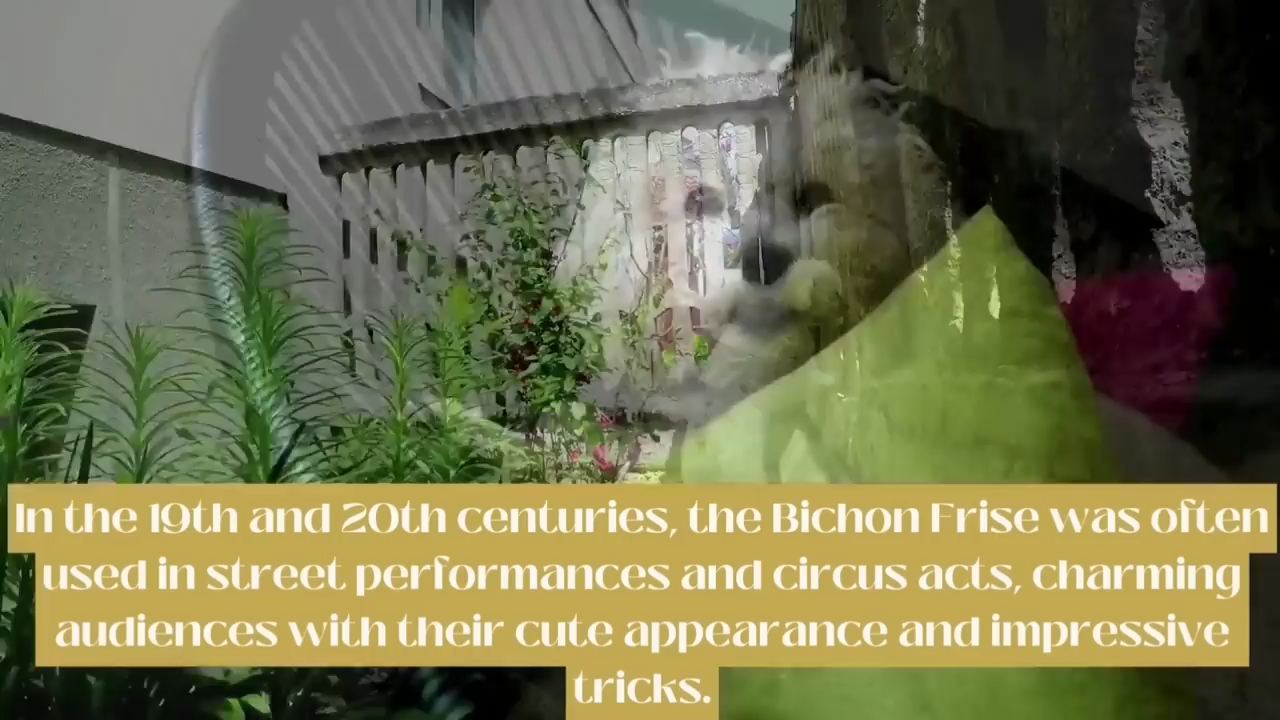 In the 19th and 20th centuries, the Bichon Frise was often
used in street performances and circus acts, charming
audiences with their cute appearance and impressive
tricks.